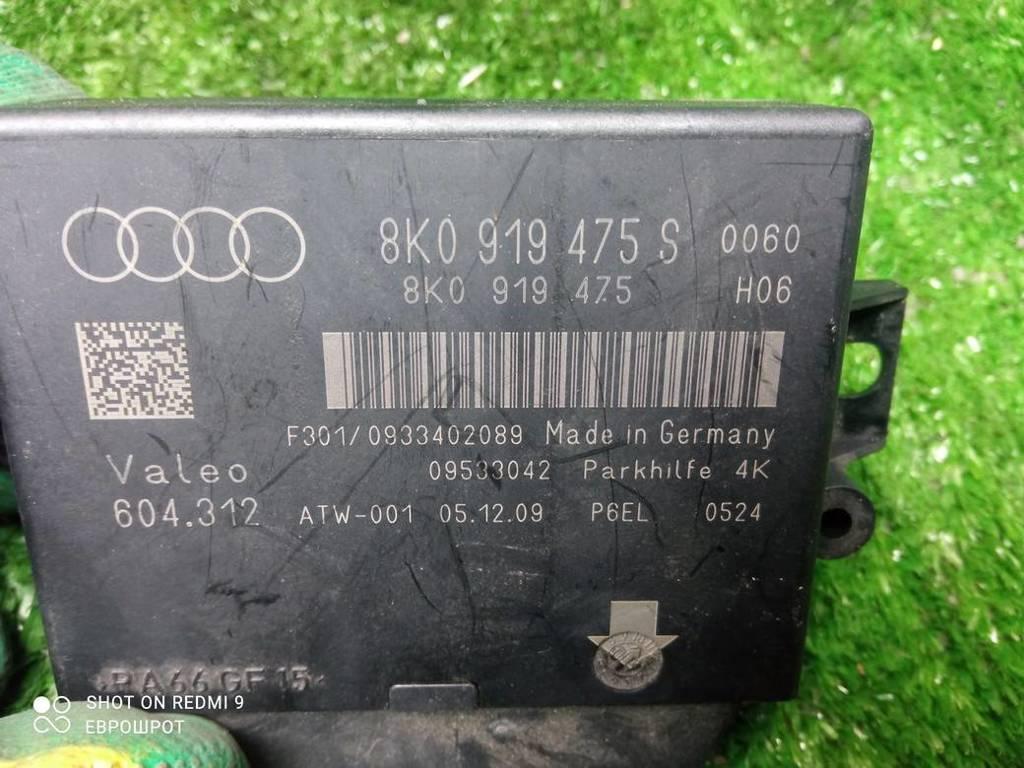 8K0 919 475 S 0060
8K0 919 475 H06
F301/0933402089 Made in Germany
Valeo 09533042 Parkhilfe 4K
604.312 ATW-001 05.12.09 P6EL 0524
PA66GF15
SHOT ON REDMI 9
ЕВРОШРОТ